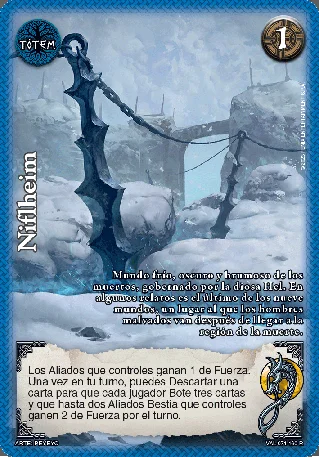 TÓTEM
1
Niflheim
Mundo frío, oscuro y brumoso de los
muertos, gobernado por la diosa Hel. En
algunos relatos es el último de los nueve
mundos, un lugar al que los hombres
malvados van después de llegar a la
región de la muerte.
Los Aliados que controles ganan 1 de Fuerza.
Una vez en tu turno, puedes Descartar una
carta para que cada jugador Bote tres cartas
y que hasta dos Aliados Bestia que controles
ganen 2 de Fuerza por el turno.